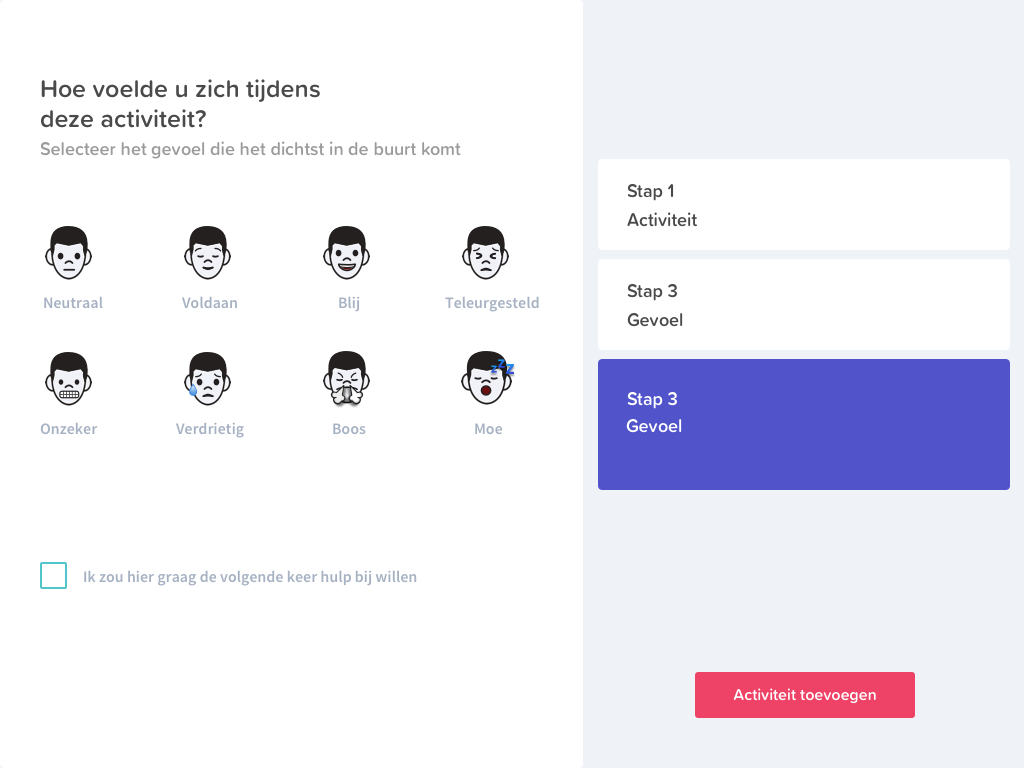 Hoe voelde u zich tijdens
deze activiteit?
Selecteer het gevoel die het dichtst in de buurt komt
Neutraal
Voldaan
Blij
Teleurgesteld
zZZ
Onzeker
Verdrietig
Boos
Moe
Ik zou hier graag de volgende keer hulp bij willen
Stap 1
Activiteit
Stap 3
Gevoel
Stap 3
Gevoel
Activiteit toevoegen